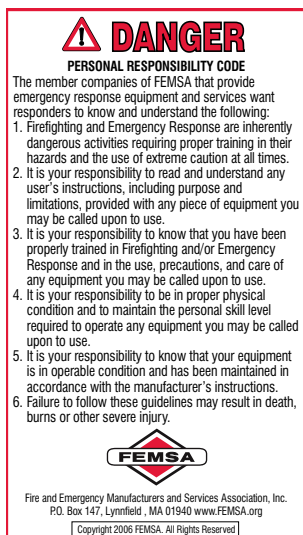 DANGER
PERSONAL RESPONSIBILITY CODE
The member companies of FEMSA that provide
emergency response equipment and services want
responders to know and understand the following:
1. Firefighting and Emergency Response are inherently
dangerous activities requiring proper training in their
hazards and the use of extreme caution at all times.
2. It is your responsibility to read and understand any
user's instructions, including purpose and
limitations, provided with any piece of equipment you
may be called upon to use.
3. It is your responsibility to know that you have been
properly trained in Firefighting and/or Emergency
Response and in the use, precautions, and care of
any equipment you may be called upon to use.
4. It is your responsibility to be in proper physical
condition and to maintain the personal skill level
required to operate any equipment you may be called
upon to use.
5. It is your responsibility to know that your equipment
is in operable condition and has been maintained in
accordance with the manufacturer's instructions.
6. Failure to follow these guidelines may result in death,
burns or other severe injury.
FEMSA
Fire and Emergency Manufacturers and Services Association, Inc.
P.O. Box 147, Lynnfield , MA 01940 www.FEMSA.org
Copyright 2006 FEMSA. All Rights Reserved